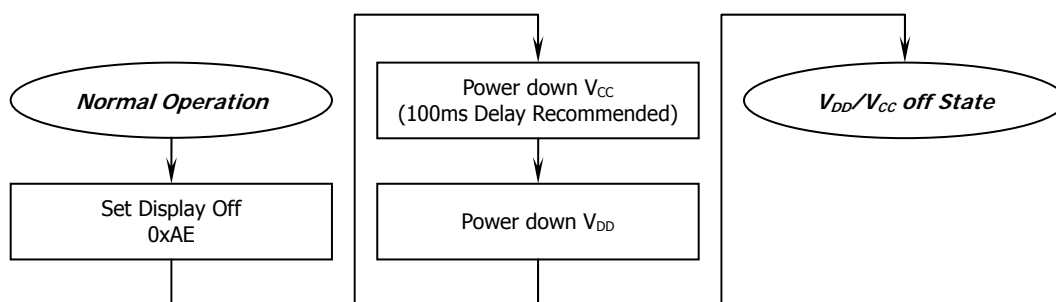 Normal Operation
Set Display Off
0xAE
Power down VCC
(100ms Delay Recommended)
Power down VDD
VDD/VCC off State